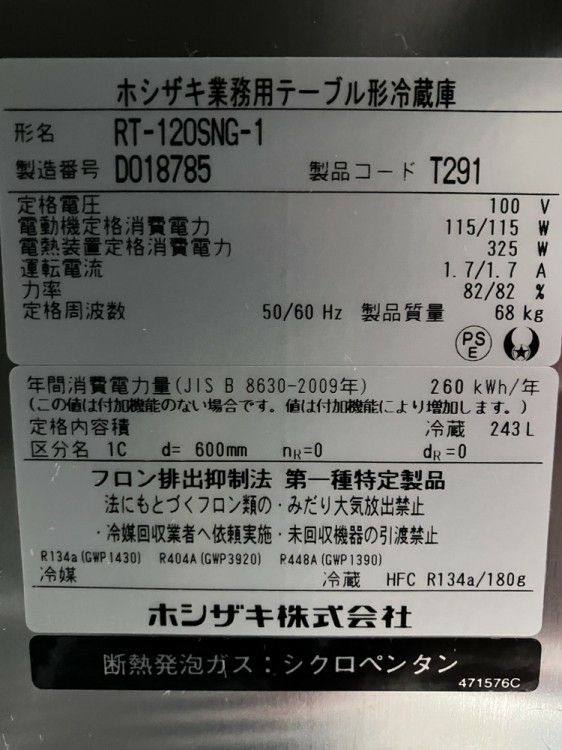 ホシザキ業務用テーブル形冷蔵庫
形名 RT-120SNG-1
製造番号 D018785 製品コード T291
定格電圧 100 V
電動機定格消費電力 115/115 W
電熱装置定格消費電力 325 W
運転電流 1.7/1.7 A
力率 82/82 %
定格周波数 50/60 Hz 製品質量 68 kg
PS E
年間消費電力量(JIS B 8630-2009年) 260 kWh/年
(この値は付加機能のない場合です。値は付加機能により増加します。)
定格内容積 冷蔵 243 L
区分名 1C d= 600mm nR=0 dR=0
フロン排出抑制法 第一種特定製品
法にもとづくフロン類の・みだり大気放出禁止
・冷媒回収業者へ依頼実施・未回収機器の引渡禁止
R134a(GWP1430) R404A(GWP3920) R448A(GWP1390)
冷媒 冷蔵 HFC R134a/180g
ホシザキ株式会社
断熱発泡ガス：シクロペンタン
471576C